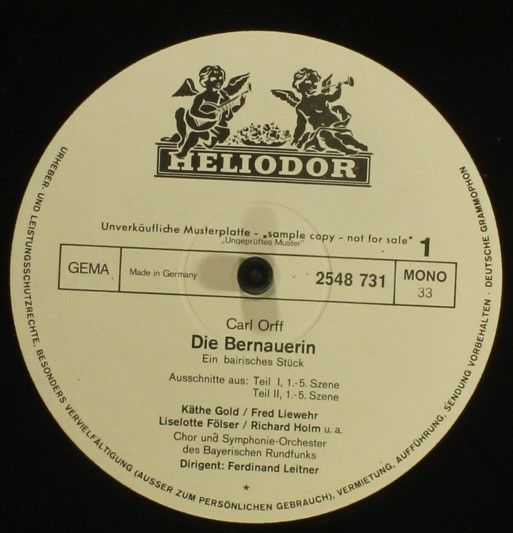 HELIODOR
Unverkäufliche Musterplatte - „sample copy - not for sale"
„Ungeprüftes Muster"
1
GEMA
Made in Germany
2548 731
MONO
33
Carl Orff
Die Bernauerin
Ein bairisches Stück
Ausschnitte aus: Teil I, 1.-5. Szene
Teil II, 1.-5. Szene
Käthe Gold / Fred Liewehr
Liselotte Fölser / Richard Holm u. a.
Chor und Symphonie-Orchester
des Bayerischen Rundfunks
Dirigent: Ferdinand Leitner
*
URHEBER- UND LEISTUNGSSCHUTZRECHTE, BESONDERS VERVIELFÄLTIGUNG (AUSSER ZUM PERSÖNLICHEN GEBRAUCH), VERMIETUNG, AUFFÜHRUNG, SENDUNG VORBEHALTEN · DEUTSCHE GRAMMOPHON